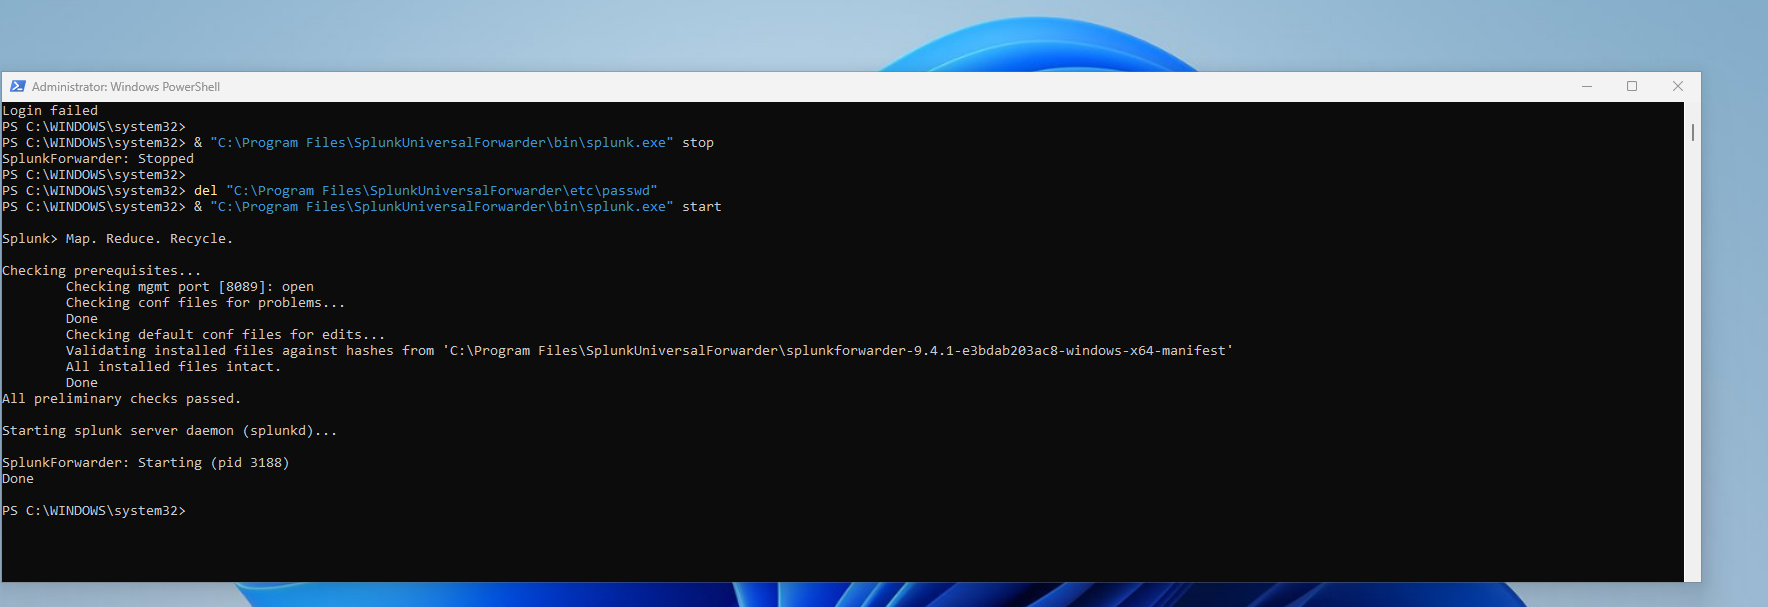 Administrator: Windows PowerShell
Login failed
PS C:\WINDOWS\system32>
PS C:\WINDOWS\system32> & "C:\Program Files\SplunkUniversalForwarder\bin\splunk.exe" stop
SplunkForwarder: Stopped
PS C:\WINDOWS\system32>
PS C:\WINDOWS\system32> del "C:\Program Files\SplunkUniversalForwarder\etc\passwd"
PS C:\WINDOWS\system32> & "C:\Program Files\SplunkUniversalForwarder\bin\splunk.exe" start
Splunk> Map. Reduce. Recycle.
Checking prerequisites...
Checking mgmt port [8089]: open
Checking conf files for problems...
Done
Checking default conf files for edits...
Validating installed files against hashes from 'C:\Program Files\SplunkUniversalForwarder\splunkforwarder-9.4.1-e3bdab203ac8-windows-x64-manifest'
All installed files intact.
Done
All preliminary checks passed.
Starting splunk server daemon (splunkd)...
SplunkForwarder: Starting (pid 3188)
Done
PS C:\WINDOWS\system32>